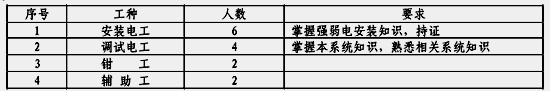 序号 工种 人数 要求
1 安装电工 6 掌握强弱电安装知识，持证
2 调试电工 4 掌握本系统知识，熟悉相关系统知识
3 钳 工 2
4 辅 助 工 2